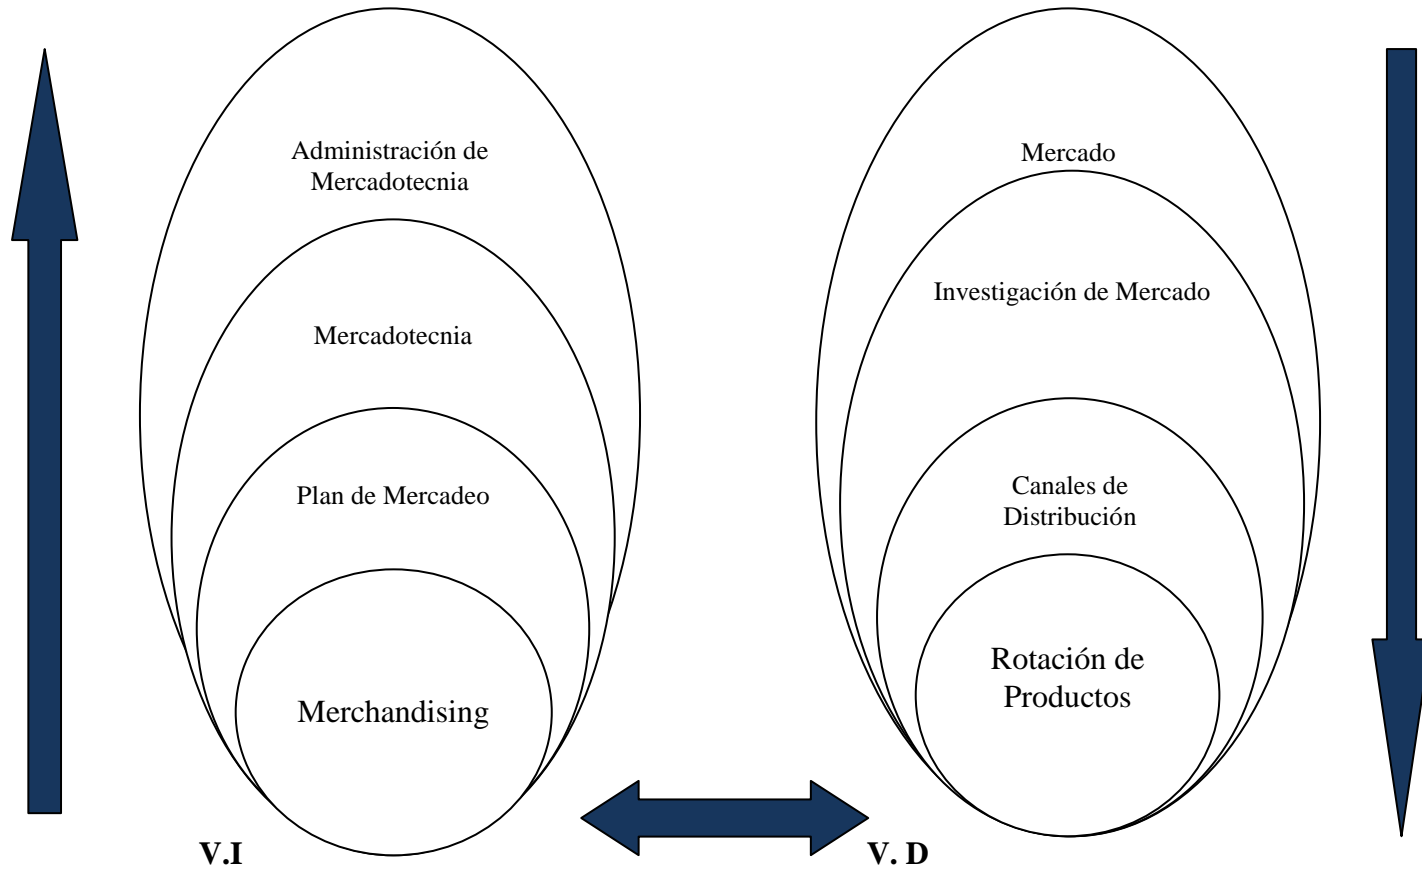 Administración de
Mercadotecnia
Mercadotecnia
Plan de Mercadeo
Merchandising
V.I
Mercado
Investigación de Mercado
Canales de
Distribución
Rotación de
Productos
V. D